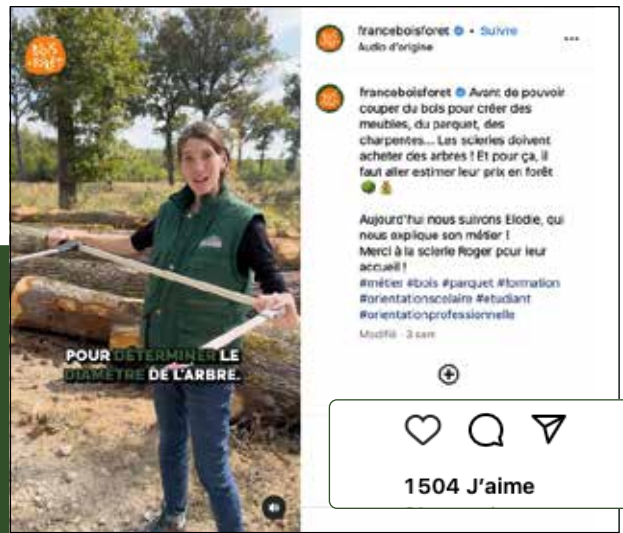 BOIS
+FORÊT
POUR DÉTERMINER LE
DIAMÈTRE DE L'ARBRE.
franceboisforet • Suivre
Audio d'origine
franceboisforet Avant de pouvoir
couper du bois pour créer des
meubles, du parquet, des
charpentes... Les scieries doivent
acheter des arbres ! Et pour ça, il
faut aller estimer leur prix en forêt
Aujourd'hui nous suivons Elodie, qui
nous explique son métier !
Merci à la scierie Roger pour leur
accueil !
#métier #bois #parquet #formation
#orientationscolaire #etudiant
#orientationprofessionnelle
Modifié · 3 sem
1504 J'aime